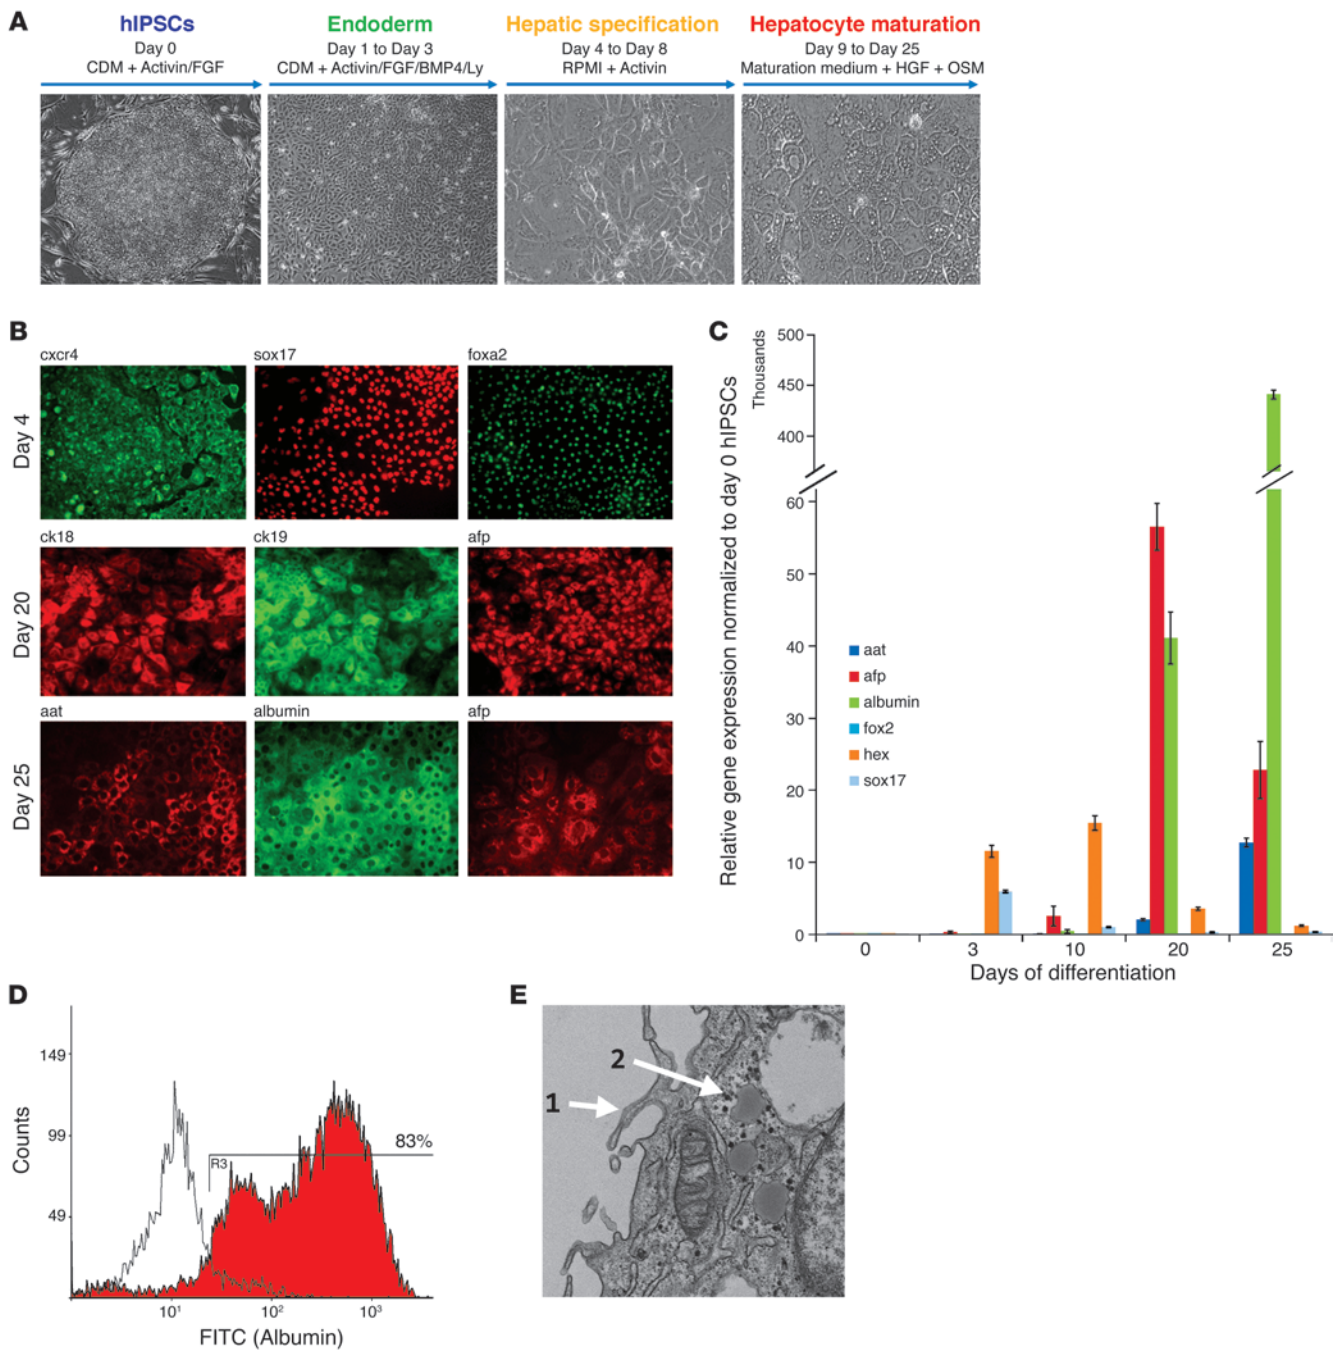 A
hIPSCs
Day 0
CDM + Activin/FGF
Endoderm
Day 1 to Day 3
CDM + Activin/FGF/BMP4/Ly
Hepatic specification
Day 4 to Day 8
RPMI + Activin
Hepatocyte maturation
Day 9 to Day 25
Maturation medium + HGF + OSM
B
cxcr4
sox17
foxa2
Day 4
ck18
ck19
afp
Day 20
aat
albumin
afp
Day 25
C
Relative gene expression normalized to day 0 hIPSCs
Thousands
500
450
400
60
50
40
30
20
10
0
aat
afp
albumin
fox2
hex
sox17
0 3 10 20 25
Days of differentiation
D
Counts
149
99
49
R3
83%
10¹ 10² 10³
FITC (Albumin)
E
2
1